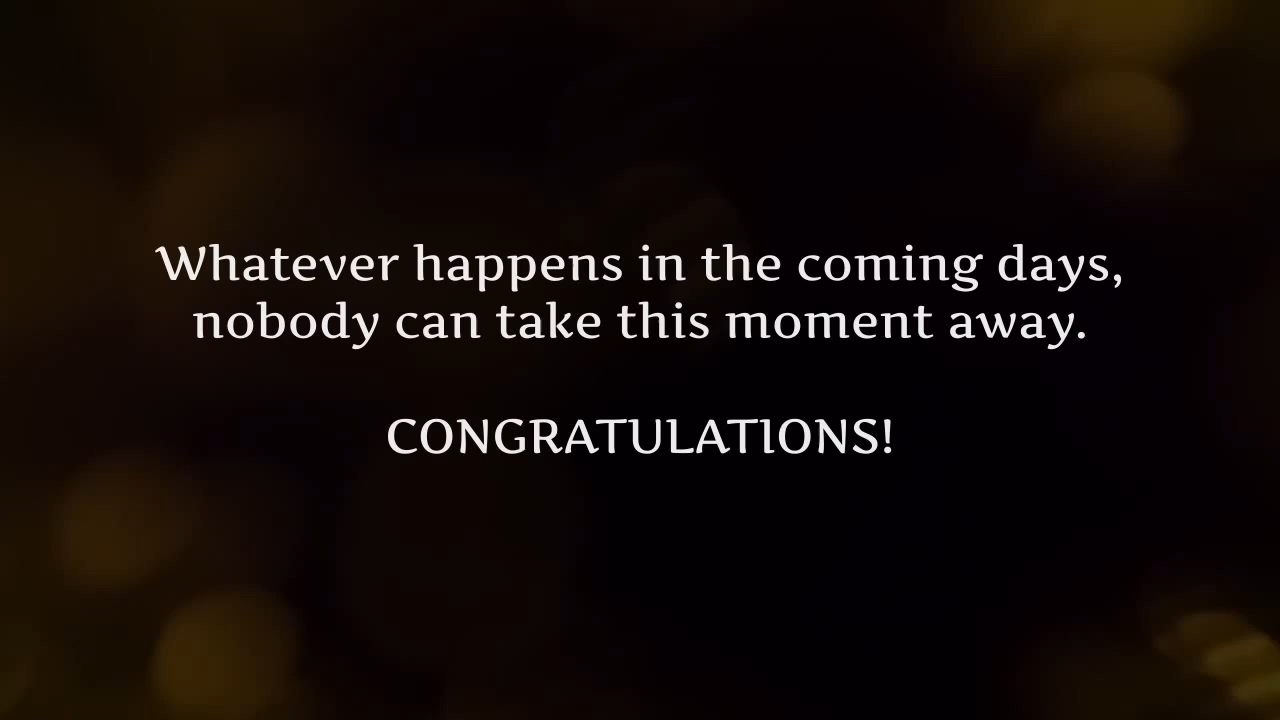 Whatever happens in the coming days,
nobody can take this moment away.
CONGRATULATIONS!